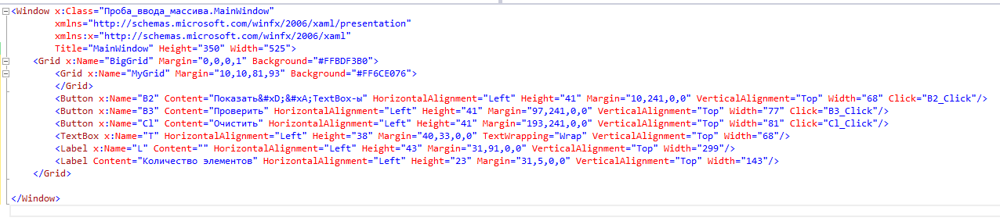 <Window x:Class="Проба_ввода_массива.MainWindow"
xmlns="http://schemas.microsoft.com/winfx/2006/xaml/presentation"
xmlns:x="http://schemas.microsoft.com/winfx/2006/xaml"
Title="MainWindow" Height="350" Width="525">
<Grid x:Name="BigGrid" Margin="0,0,0,1" Background="#FFBDF3B0">
<Grid x:Name="MyGrid" Margin="10,10,81,93" Background="#FF6CE076">
</Grid>
<Button x:Name="B2" Content="Показать&#xD;&#xA;TextBox-ы" HorizontalAlignment="Left" Height="41" Margin="10,241,0,0" VerticalAlignment="Top" Width="68" Click="B2_Click"/>
<Button x:Name="B3" Content="Проверить" HorizontalAlignment="Left" Height="41" Margin="97,241,0,0" VerticalAlignment="Top" Width="77" Click="B3_Click"/>
<Button x:Name="Cl" Content="Очистить" HorizontalAlignment="Left" Height="41" Margin="193,241,0,0" VerticalAlignment="Top" Width="81" Click="Cl_Click"/>
<TextBox x:Name="T" HorizontalAlignment="Left" Height="38" Margin="40,33,0,0" TextWrapping="Wrap" VerticalAlignment="Top" Width="68"/>
<Label x:Name="L" Content="" HorizontalAlignment="Left" Height="43" Margin="31,91,0,0" VerticalAlignment="Top" Width="299"/>
<Label Content="Количество элементов" HorizontalAlignment="Left" Height="23" Margin="31,5,0,0" VerticalAlignment="Top" Width="143"/>
</Grid>
</Window>